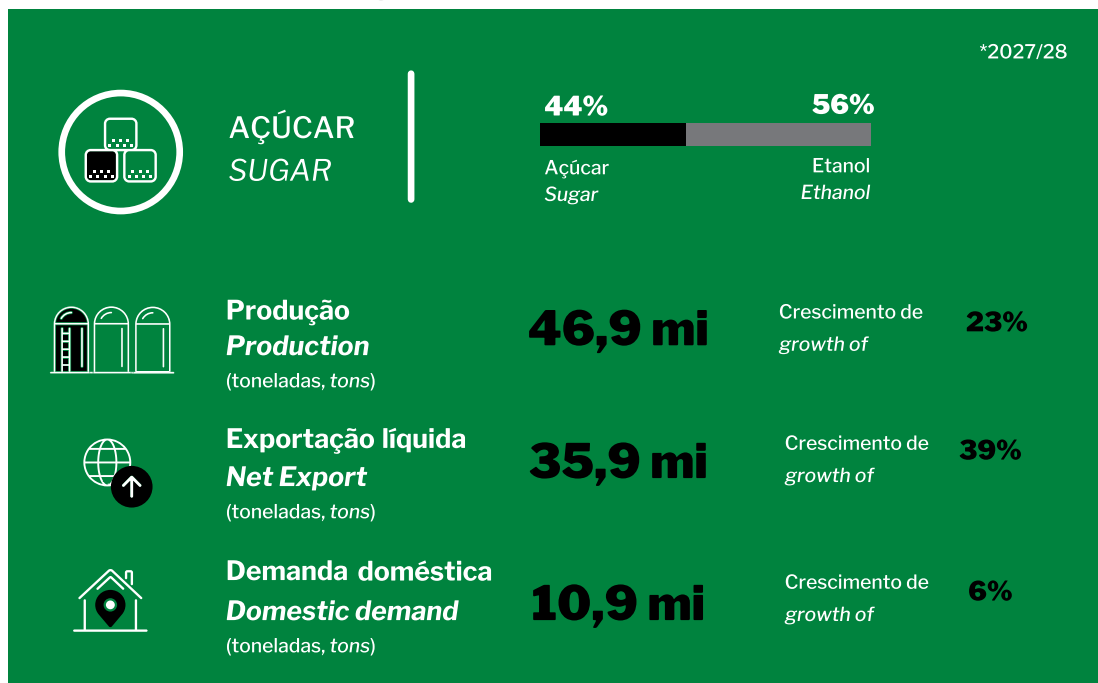 *2027/28
AÇÚCAR
SUGAR
44% 56%
Açúcar Etanol
Sugar Ethanol
Produção
Production
(toneladas, tons)
46,9 mi
Crescimento de
growth of
23%
Exportação líquida
Net Export
(toneladas, tons)
35,9 mi
Crescimento de
growth of
39%
Demanda doméstica
Domestic demand
(toneladas, tons)
10,9 mi
Crescimento de
growth of
6%